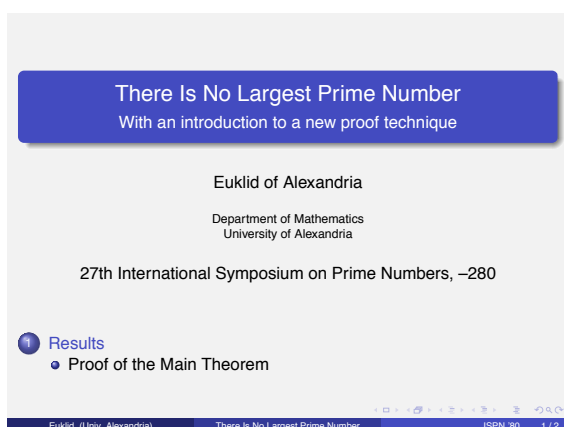 There Is No Largest Prime Number
With an introduction to a new proof technique
Euklid of Alexandria
Department of Mathematics
University of Alexandria
27th International Symposium on Prime Numbers, –280
1 Results
Proof of the Main Theorem
Euklid (Univ. Alexandria) There Is No Largest Prime Number ISPN '80 1 / 2